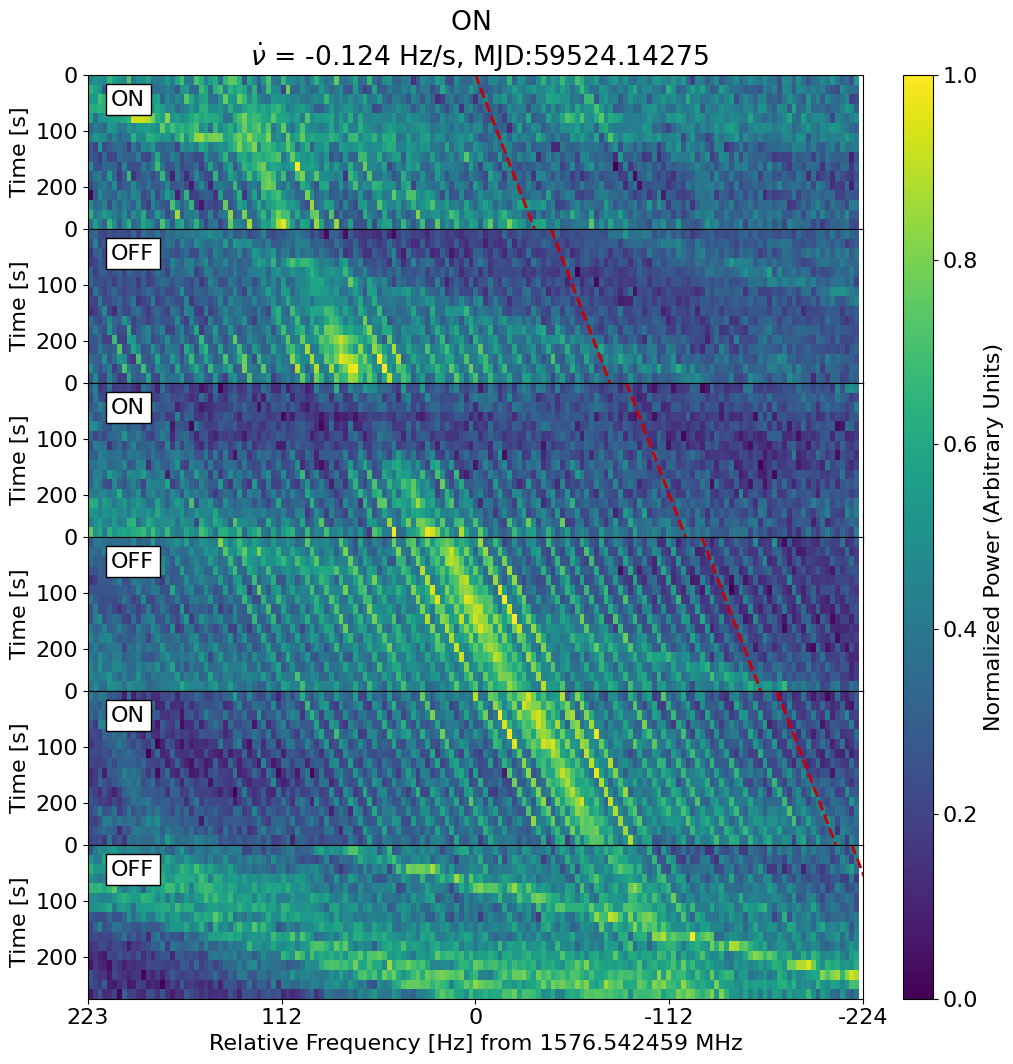 ON
ν̇ = -0.124 Hz/s, MJD:59524.14275
0
ON
100
Time [s]
200
0
OFF
100
Time [s]
200
0
ON
100
Time [s]
200
0
OFF
100
Time [s]
200
0
ON
100
Time [s]
200
0
OFF
100
Time [s]
200
223 112 0 -112 -224
Relative Frequency [Hz] from 1576.542459 MHz
1.0
0.8
0.6
0.4
0.2
0.0
Normalized Power (Arbitrary Units)